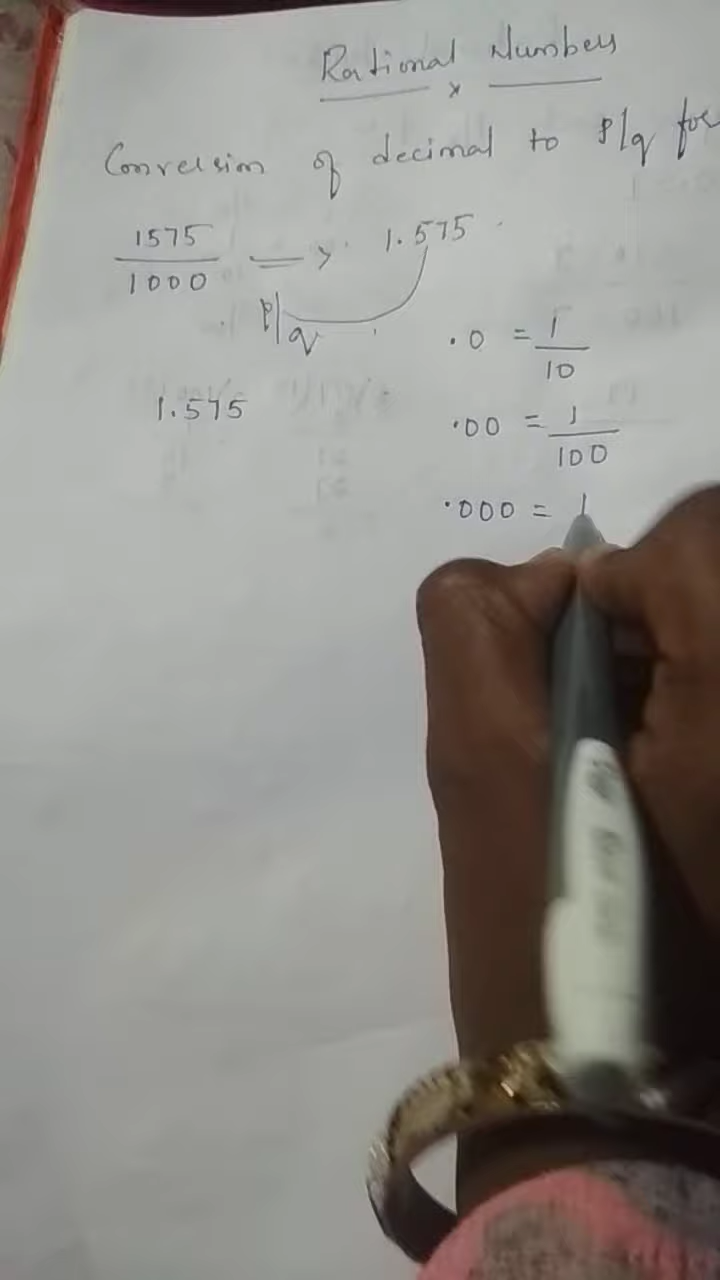 Rational Numbers
x
Conversion of decimal to P/q for
1575/1000 => 1.575
P/q
.0 = 1/10
1.575
.00 = 1/100
.000 = 1